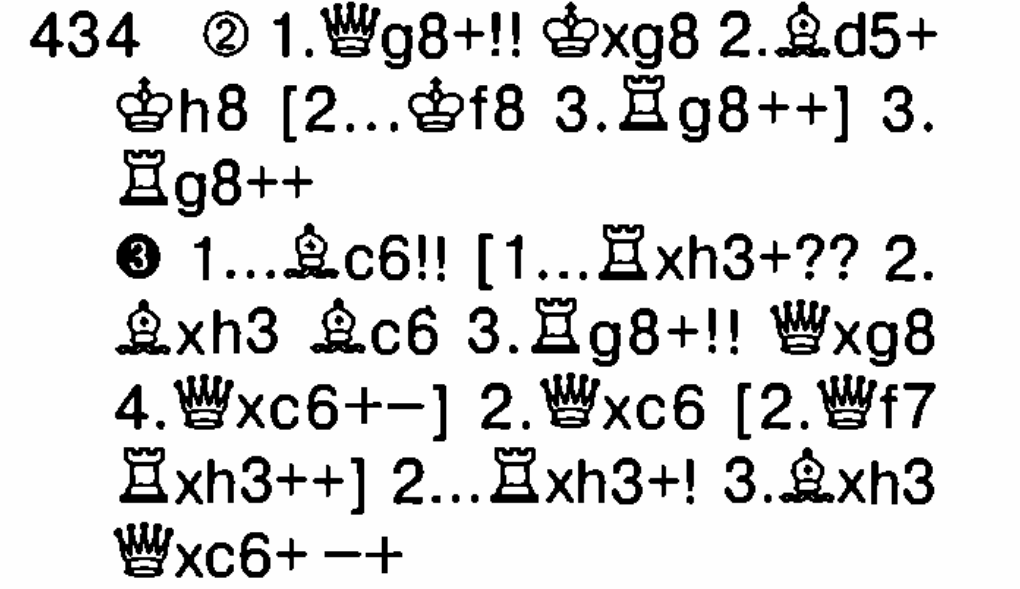 434 ② 1.♕g8+!! ♔xg8 2.♗d5+
♔h8 [2...♔f8 3.♖g8++] 3.
♖g8++
❸ 1...♗c6!! [1...♖xh3+?? 2.
♗xh3 ♗c6 3.♖g8+!! ♕xg8
4.♕xc6+−] 2.♕xc6 [2.♕f7
♖xh3++] 2...♖xh3+! 3.♗xh3
♕xc6+ −+